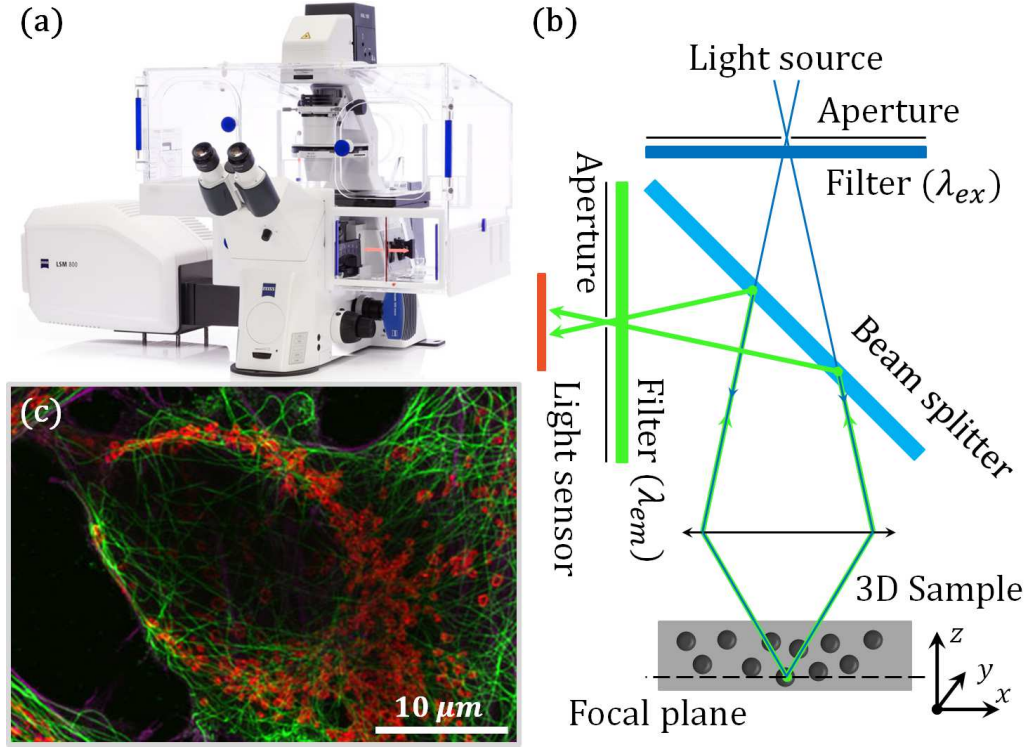 (a)
ZEISS
LSM 800
ZEISS
(b)
Light source
Aperture
Filter (λex)
Aperture
Light sensor
Filter (λem)
Beam splitter
3D Sample
Focal plane
z
y
x
(c)
10 μm